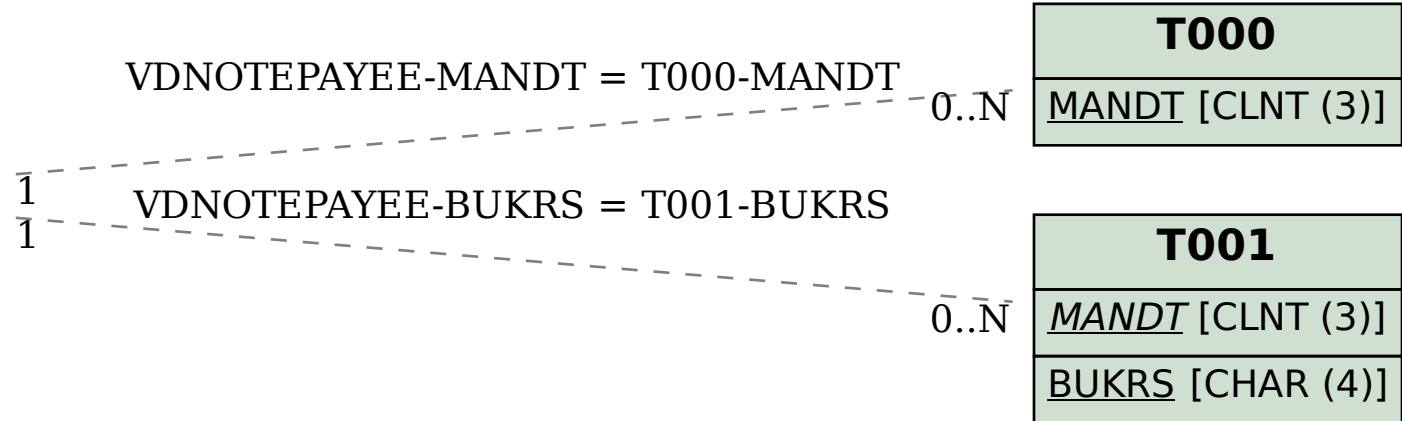 T000
VDNOTEPAYEE-MANDT = T000-MANDT
0..N
MANDT [CLNT (3)]
1
VDNOTEPAYEE-BUKRS = T001-BUKRS
1
T001
0..N
MANDT [CLNT (3)]
BUKRS [CHAR (4)]